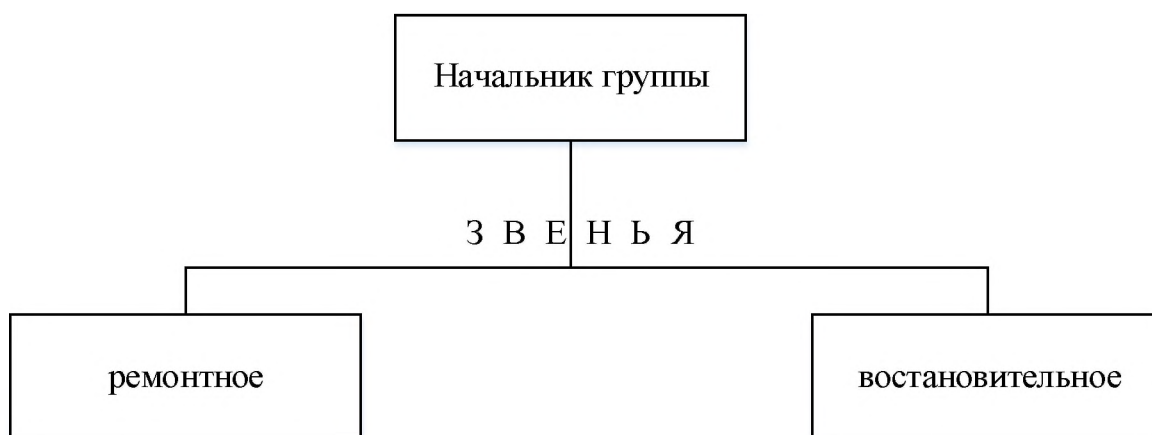 Начальник группы
З В Е Н Ь Я
ремонтное
востановительное